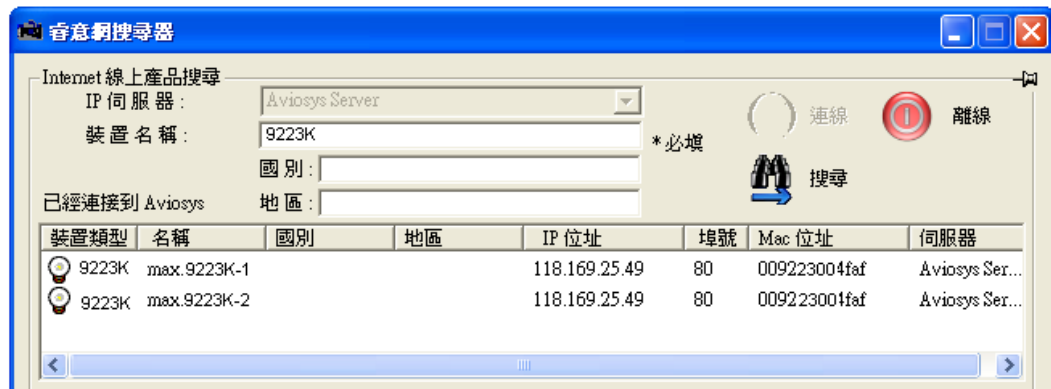 睿意網搜尋器
Internet 線上產品搜尋
IP 伺服器: Aviosys Server 連線 離線
裝置名稱: 9223K *必填
國別: 搜尋
已經連接到 Aviosys 地區:
裝置類型 名稱 國別 地區 IP 位址 埠號 Mac 位址 伺服器
9223K max.9223K-1 118.169.25.49 80 009223004faf Aviosys Ser...
9223K max.9223K-2 118.169.25.49 80 009223004faf Aviosys Ser...